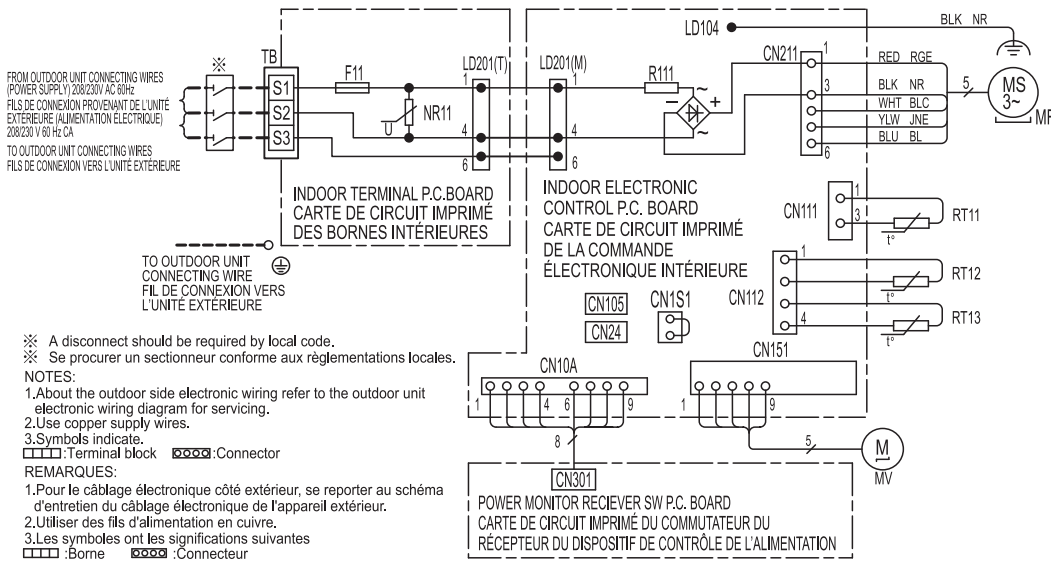 LD104
BLK NR
※
TB
F11
LD201(T)
LD201(M)
R111
CN211
1
RED RGE
FROM OUTDOOR UNIT CONNECTING WIRES
(POWER SUPPLY) 208/230V AC 60Hz
FILS DE CONNEXION PROVENANT DE L'UNITÉ
EXTÉRIEURE (ALIMENTATION ÉLECTRIQUE)
208/230 V 60 Hz CA
TO OUTDOOR UNIT CONNECTING WIRES
FILS DE CONNEXION VERS L'UNITÉ EXTÉRIEURE
S1
S2
S3
NR11
U
1
4
6
1
4
6
~
− +
~
3
BLK NR
WHT BLC
YLW JNE
BLU BL
6
5
MS
3~
MF
INDOOR TERMINAL P.C.BOARD
CARTE DE CIRCUIT IMPRIMÉ
DES BORNES INTÉRIEURES
INDOOR ELECTRONIC
CONTROL P.C. BOARD
CARTE DE CIRCUIT IMPRIMÉ
DE LA COMMANDE
ÉLECTRONIQUE INTÉRIEURE
CN111
1
3
t°
RT11
CN112
1
4
t°
RT12
t°
RT13
TO OUTDOOR UNIT
CONNECTING WIRE
FIL DE CONNEXION VERS
L'UNITÉ EXTÉRIEURE
CN105
CN24
CN1S1
※ A disconnect should be required by local code.
※ Se procurer un sectionneur conforme aux règlementations locales.
NOTES:
1.About the outdoor side electronic wiring refer to the outdoor unit
electronic wiring diagram for servicing.
2.Use copper supply wires.
3.Symbols indicate.
:Terminal block :Connector
REMARQUES:
1.Pour le câblage électronique côté extérieur, se reporter au schéma
d'entretien du câblage électronique de l'appareil extérieur.
2.Utiliser des fils d'alimentation en cuivre.
3.Les symboles ont les significations suivantes
:Borne :Connecteur
CN10A
1 4 6 9
8
CN151
1 9
5
M
MV
CN301
POWER MONITOR RECIEVER SW P.C. BOARD
CARTE DE CIRCUIT IMPRIMÉ DU COMMUTATEUR DU
RÉCEPTEUR DU DISPOSITIF DE CONTRÔLE DE L'ALIMENTATION